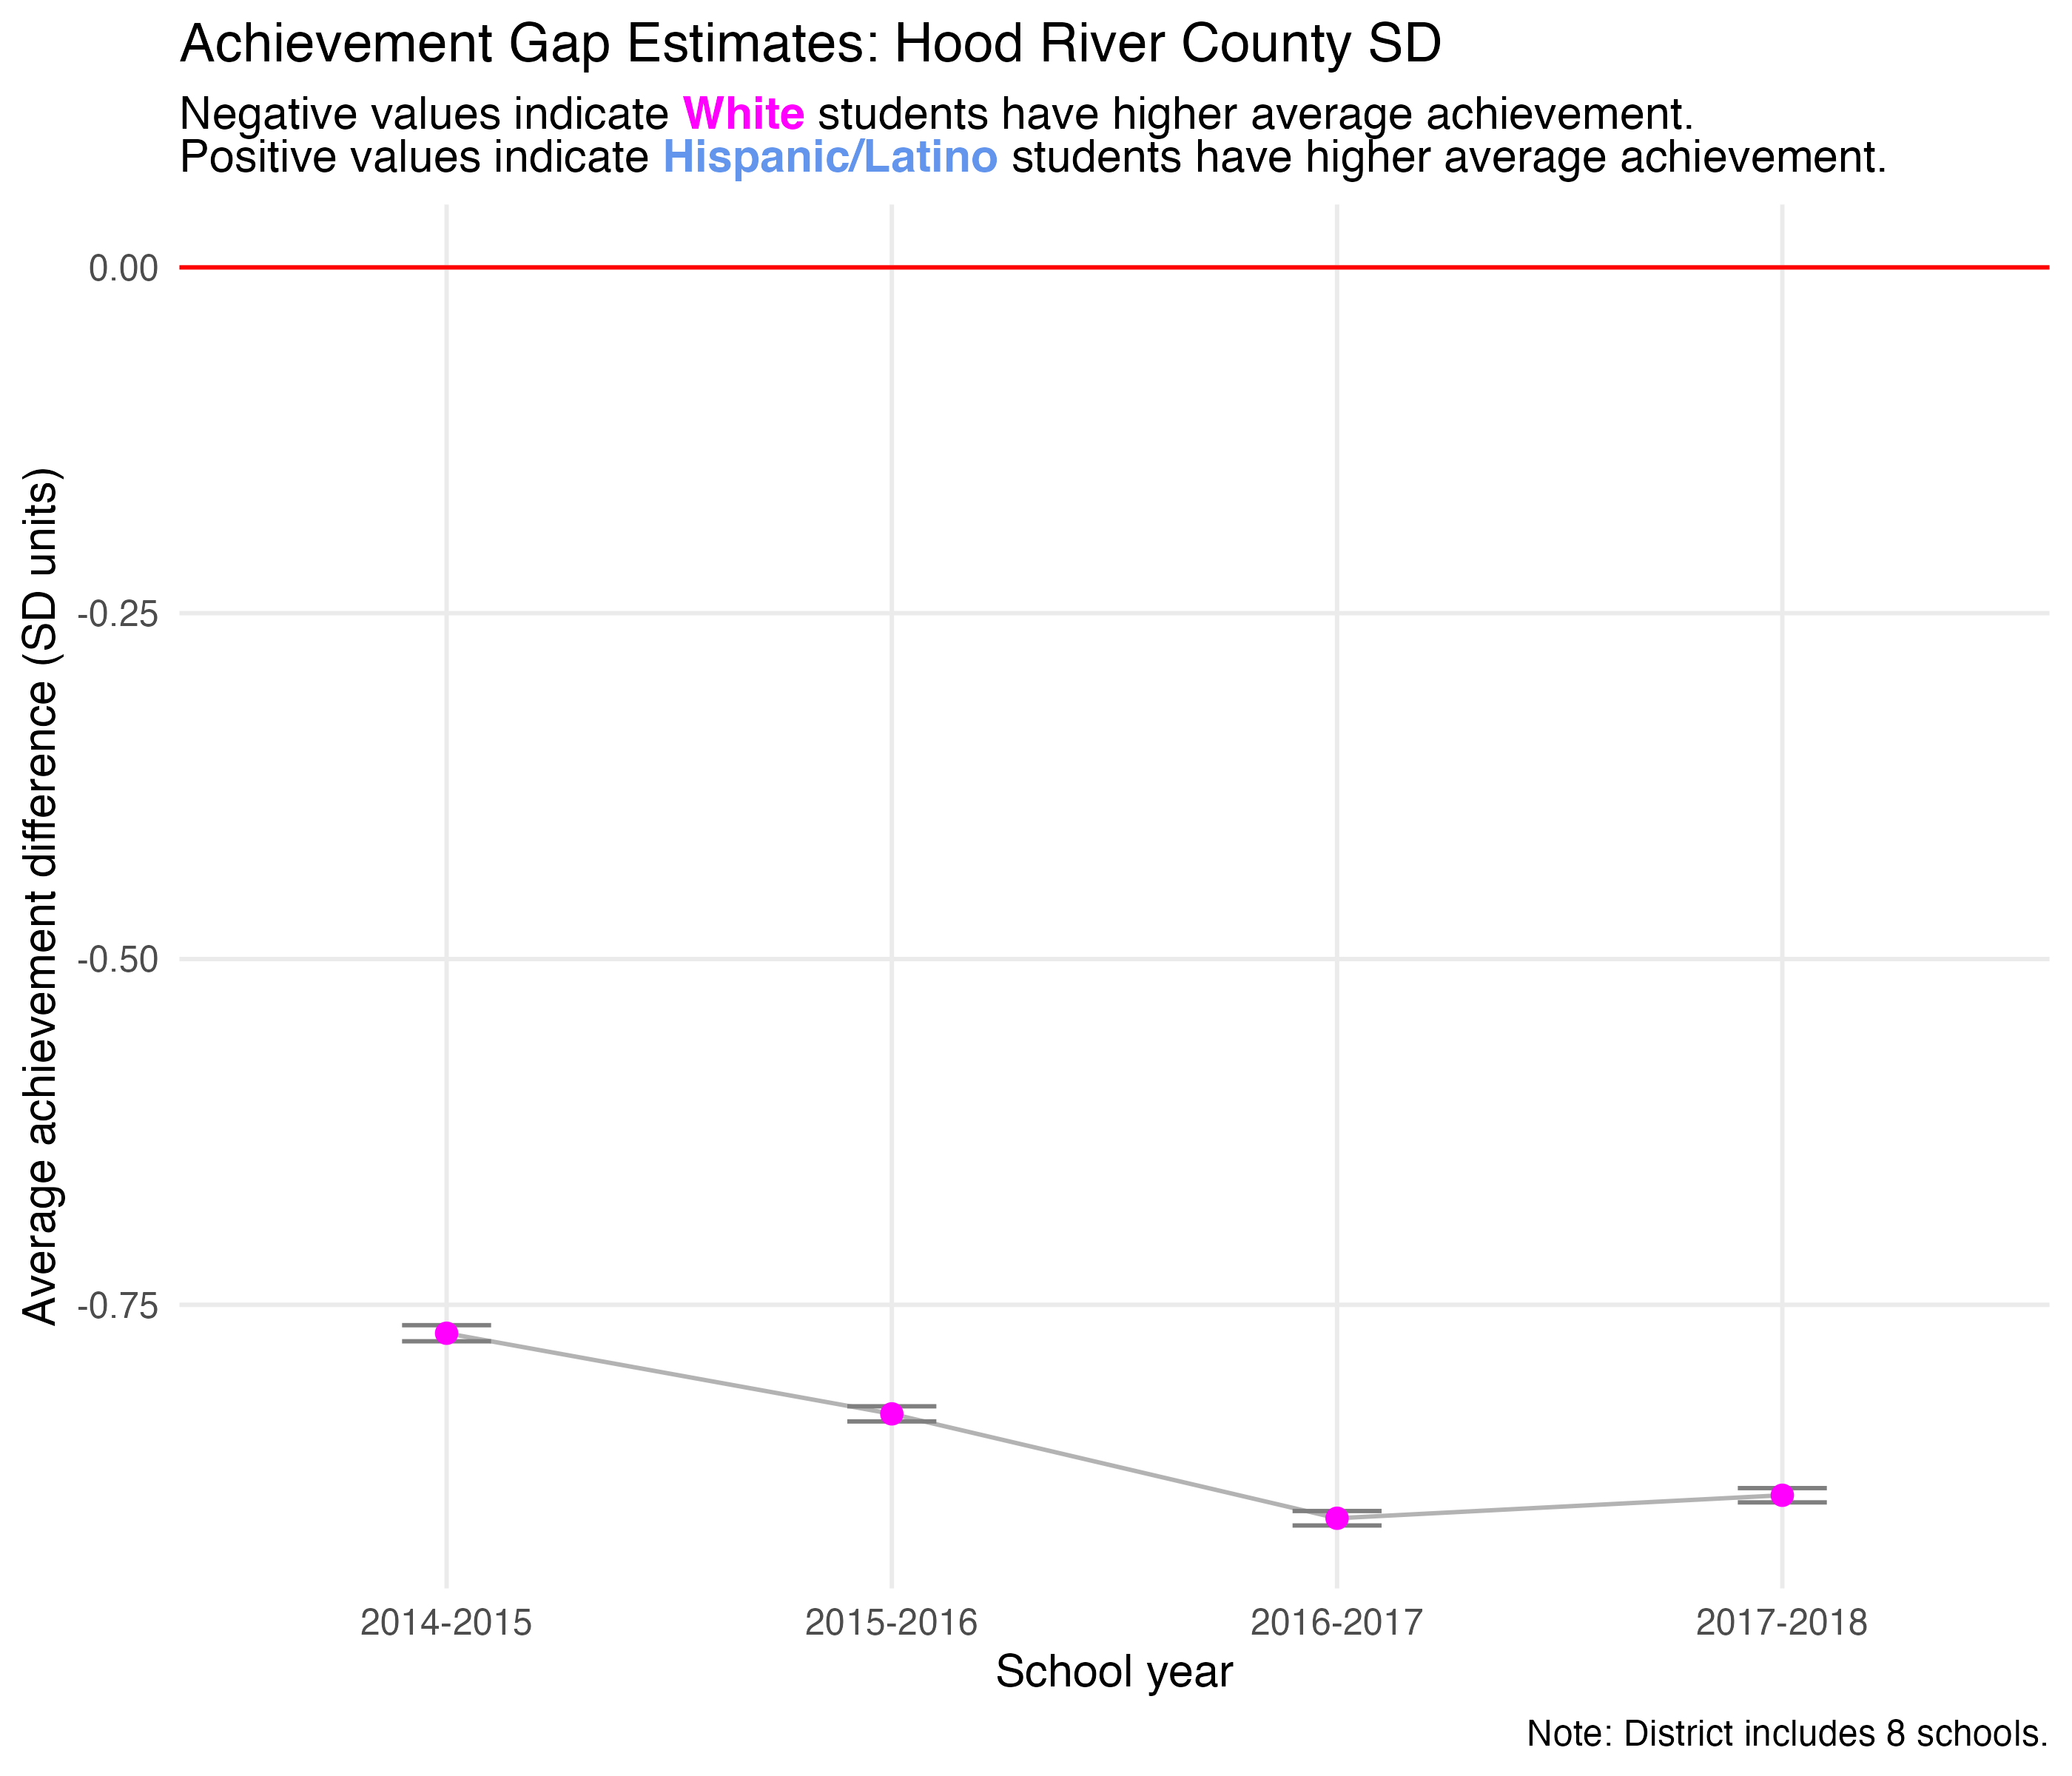 Achievement Gap Estimates: Hood River County SD
Negative values indicate White students have higher average achievement.
Positive values indicate Hispanic/Latino students have higher average achievement.
Average achievement difference (SD units)
0.00
-0.25
-0.50
-0.75
2014-2015
2015-2016
2016-2017
2017-2018
School year
Note: District includes 8 schools.